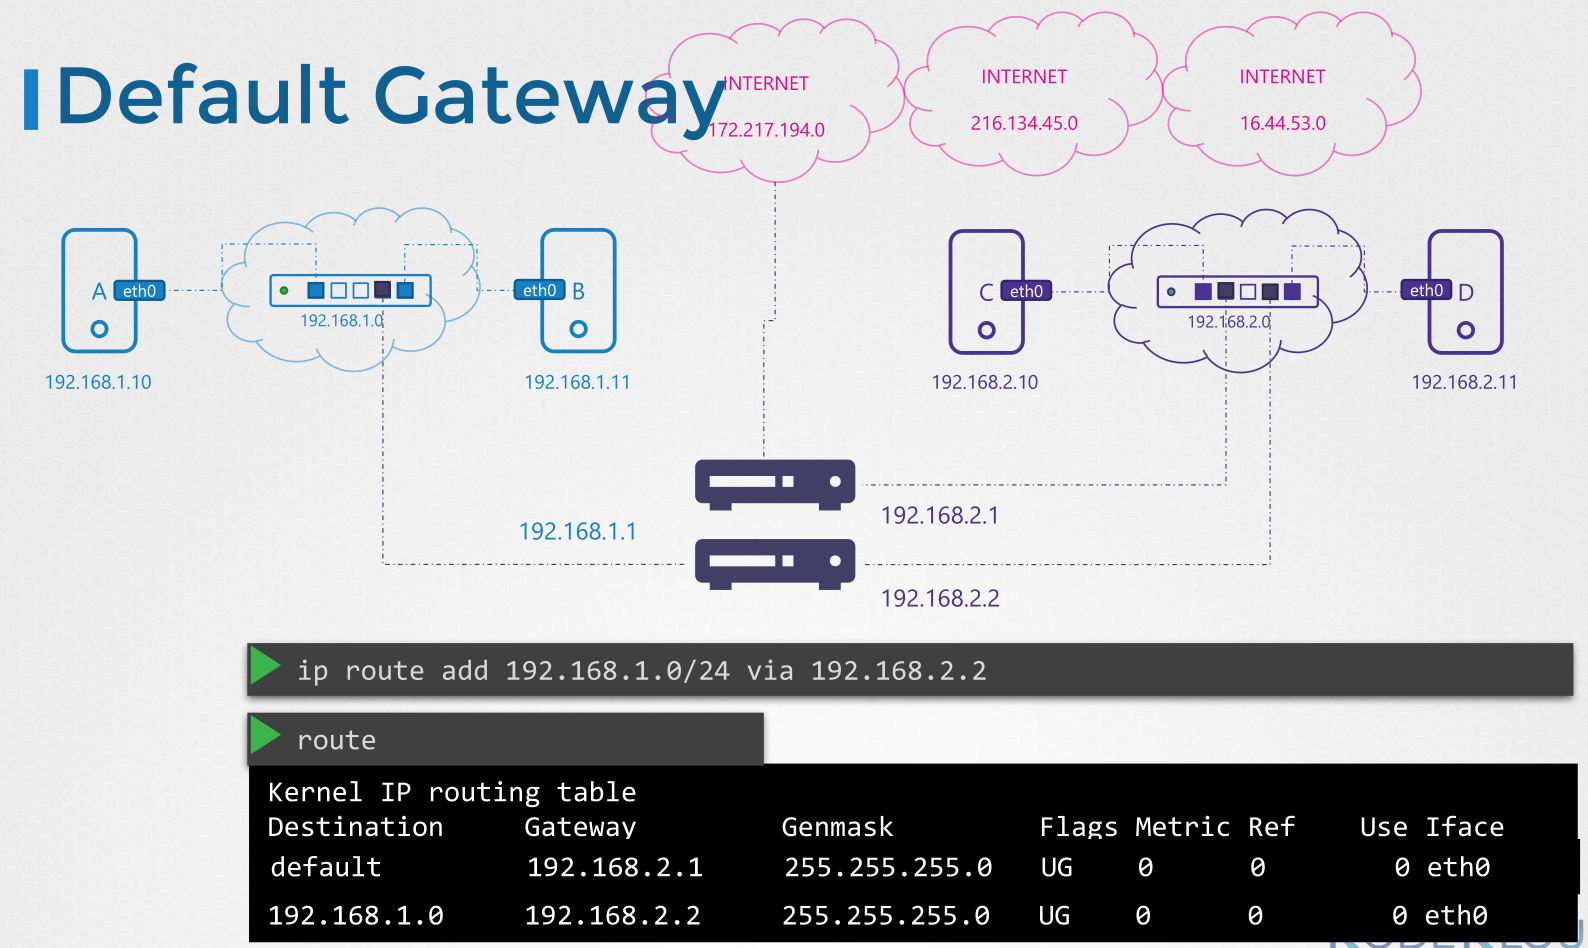 Default Gateway
INTERNET
172.217.194.0
INTERNET
216.134.45.0
INTERNET
16.44.53.0
A eth0
192.168.1.10
192.168.1.0
eth0 B
192.168.1.11
C eth0
192.168.2.10
192.168.2.0
eth0 D
192.168.2.11
192.168.1.1
192.168.2.1
192.168.2.2
ip route add 192.168.1.0/24 via 192.168.2.2
route
Kernel IP routing table
Destination Gateway Genmask Flags Metric Ref Use Iface
default 192.168.2.1 255.255.255.0 UG 0 0 0 eth0
192.168.1.0 192.168.2.2 255.255.255.0 UG 0 0 0 eth0